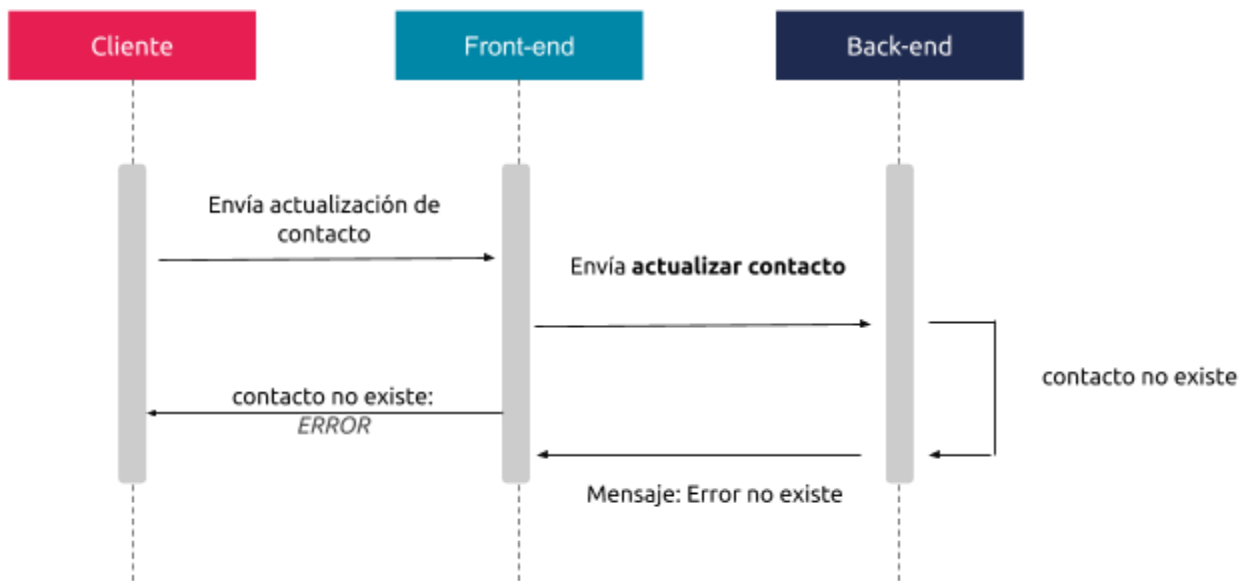 Cliente
Front-end
Back-end
Envía actualización de
contacto
Envía actualizar contacto
contacto no existe
contacto no existe:
ERROR
Mensaje: Error no existe